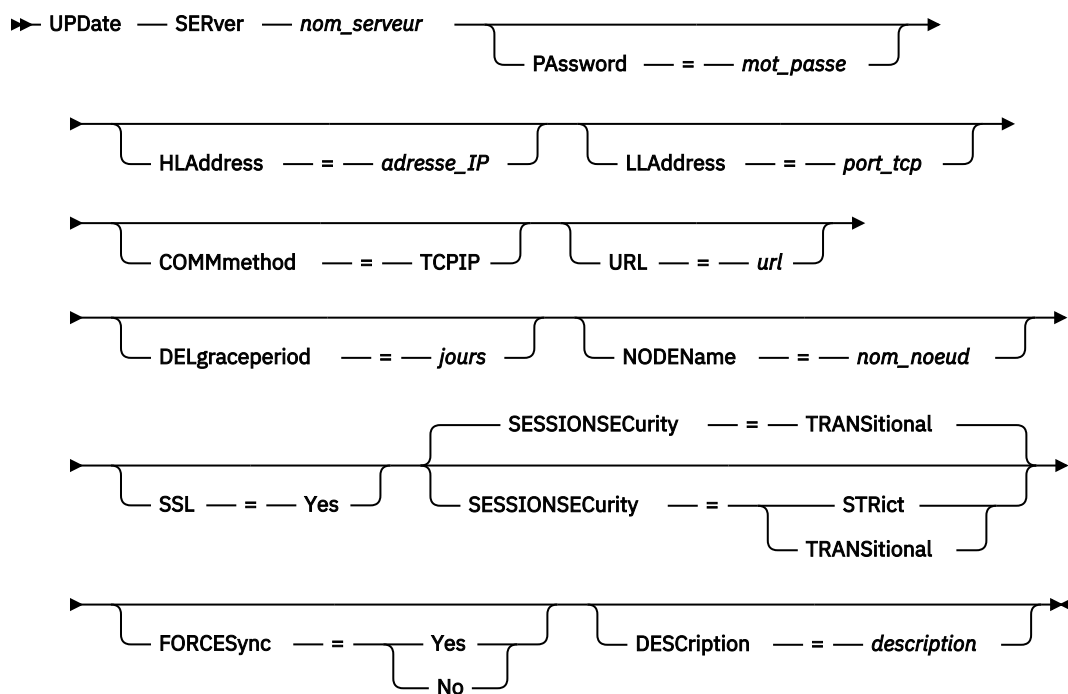 UPDate SERver nom_serveur
PAssword = mot_passe
HLAddress = adresse_IP LLAddress = port_tcp
COMMmethod = TCPIP URL = url
DELgraceperiod = jours NODEName = nom_noeud
SESSIONSECurity = TRANSitional
SSL = Yes SESSIONSECurity = STRict
TRANSitional
FORCESync = Yes DESCription = description
No